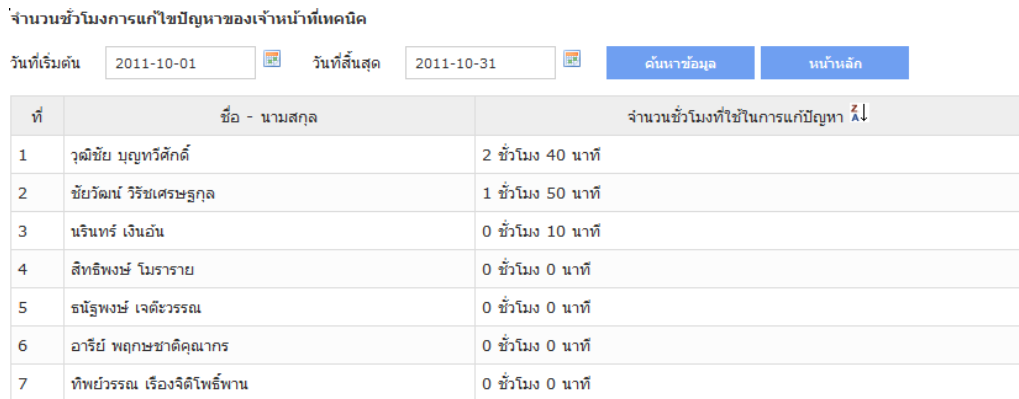 จำนวนชั่วโมงการแก้ไขปัญหาของเจ้าหน้าที่เทคนิค
วันที่เริ่มต้น 2011-10-01 วันที่สิ้นสุด 2011-10-31 ค้นหาข้อมูล หน้าหลัก
ที่ ชื่อ - นามสกุล จำนวนชั่วโมงที่ใช้ในการแก้ปัญหา
1 วุฒิชัย บุญทวีศักดิ์ 2 ชั่วโมง 40 นาที
2 ชัยวัฒน์ วิรัชเศรษฐกุล 1 ชั่วโมง 50 นาที
3 นรินทร์ เงินอ้น 0 ชั่วโมง 10 นาที
4 สิทธิพงษ์ โมราราย 0 ชั่วโมง 0 นาที
5 ธนัฐพงษ์ เจต๊ะวรรณ 0 ชั่วโมง 0 นาที
6 อารีย์ พฤกษชาติคุณากร 0 ชั่วโมง 0 นาที
7 ทิพย์วรรณ เรืองจิติโพธิ์พาน 0 ชั่วโมง 0 นาที